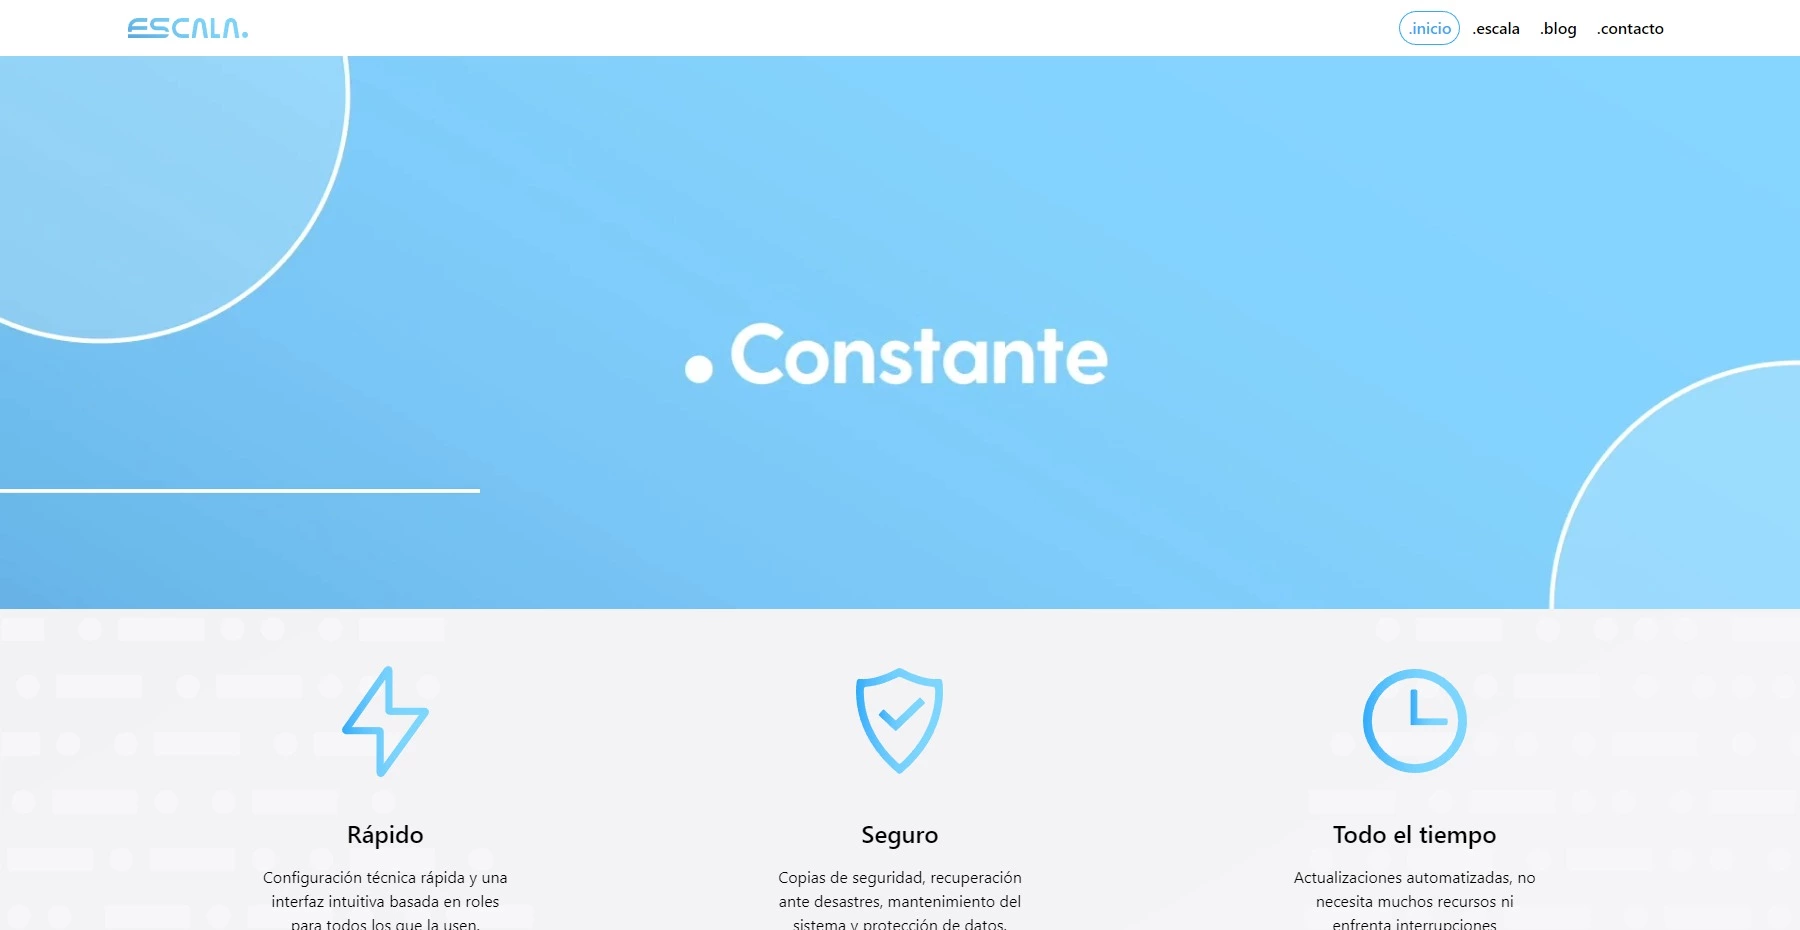 ESCALA.
.inicio .escala .blog .contacto
. Constante
Rápido
Configuración técnica rápida y una
interfaz intuitiva basada en roles
para todos los que la usen.
Seguro
Copias de seguridad, recuperación
ante desastres, mantenimiento del
sistema y protección de datos.
Todo el tiempo
Actualizaciones automatizadas, no
necesita muchos recursos ni
enfrenta interrupciones